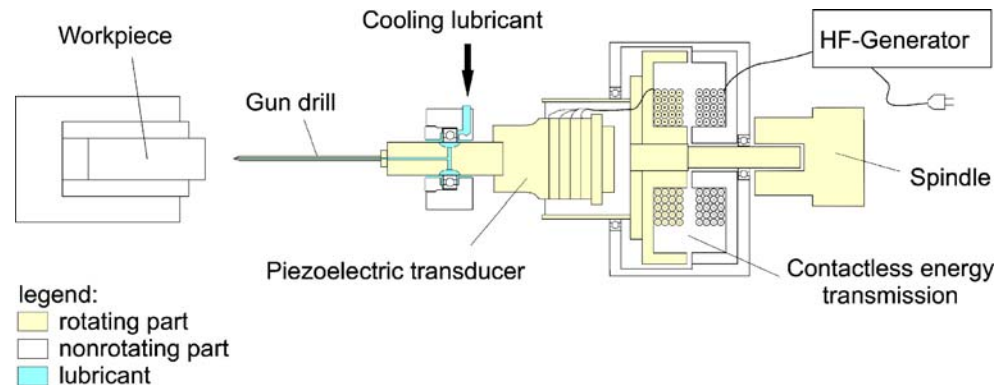 Workpiece
Cooling lubricant
HF-Generator
Gun drill
Spindle
Piezoelectric transducer
Contactless energy
transmission
legend:
rotating part
nonrotating part
lubricant